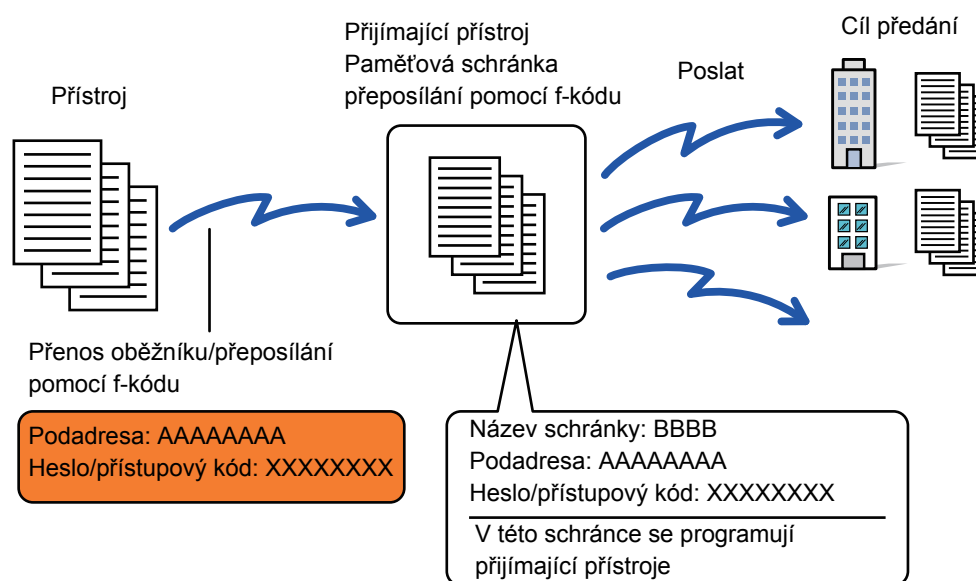 Přístroj
Přijímající přístroj
Paměťová schránka
přeposílání pomocí f-kódu
Poslat
Cíl předání
Přenos oběžníku/přeposílání
pomocí f-kódu
Podadresa: AAAAAAAA
Heslo/přístupový kód: XXXXXXXX
Název schránky: BBBB
Podadresa: AAAAAAAA
Heslo/přístupový kód: XXXXXXXX
V této schránce se programují
přijímající přístroje